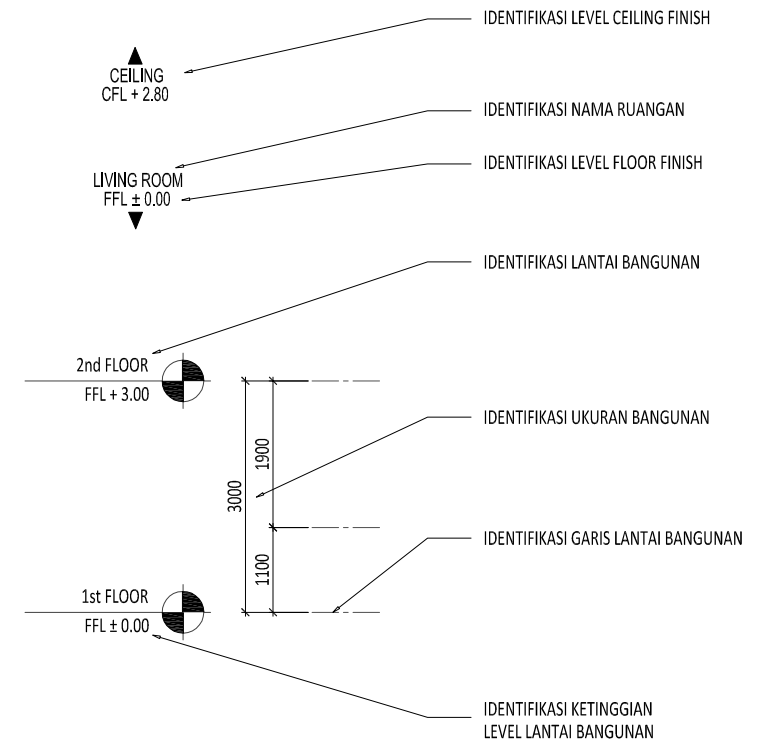 IDENTIFIKASI LEVEL CEILING FINISH
CEILING
CFL + 2.80
IDENTIFIKASI NAMA RUANGAN
IDENTIFIKASI LEVEL FLOOR FINISH
LIVING ROOM
FFL ± 0.00
IDENTIFIKASI LANTAI BANGUNAN
2nd FLOOR
FFL + 3.00
IDENTIFIKASI UKURAN BANGUNAN
1900
3000
1100
IDENTIFIKASI GARIS LANTAI BANGUNAN
1st FLOOR
FFL ± 0.00
IDENTIFIKASI KETINGGIAN
LEVEL LANTAI BANGUNAN